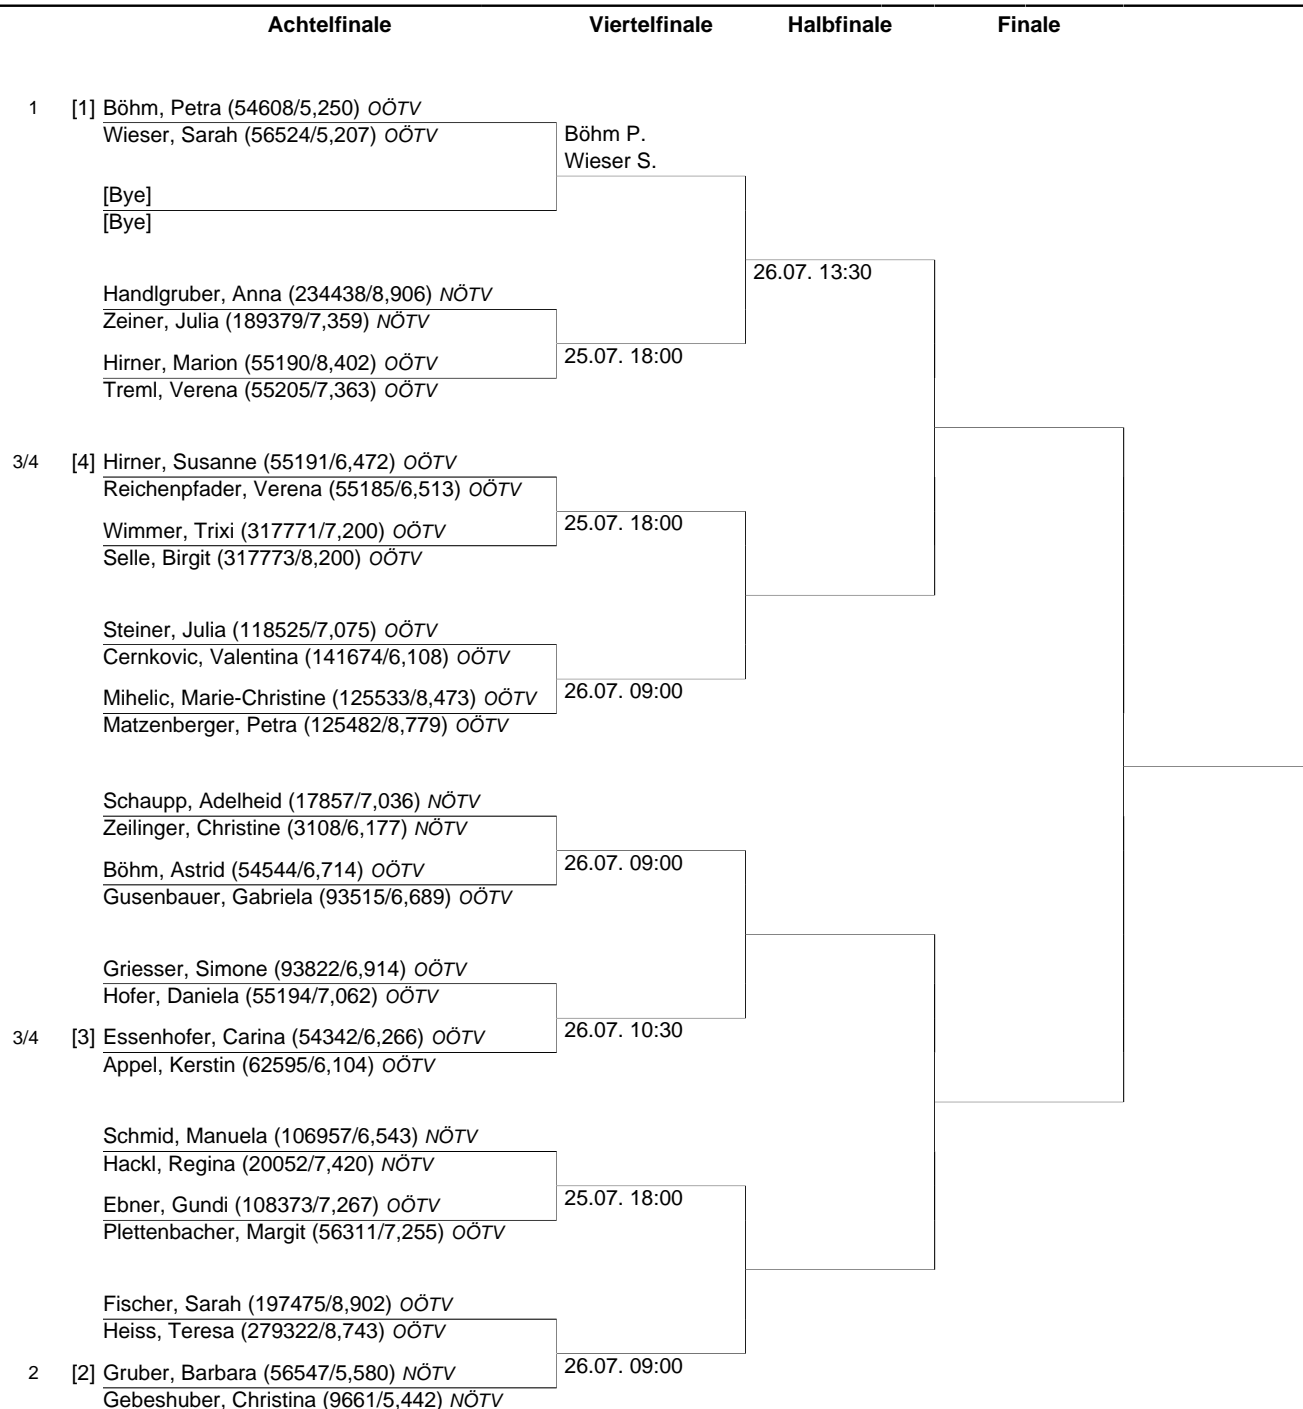 Achtelfinale Viertelfinale Halbfinale Finale
1 [1] Böhm, Petra (54608/5,250) OÖTV
Wieser, Sarah (56524/5,207) OÖTV
Böhm P.
Wieser S.
[Bye]
[Bye]
26.07. 13:30
Handlgruber, Anna (234438/8,906) NÖTV
Zeiner, Julia (189379/7,359) NÖTV
25.07. 18:00
Hirner, Marion (55190/8,402) OÖTV
Treml, Verena (55205/7,363) OÖTV
3/4 [4] Hirner, Susanne (55191/6,472) OÖTV
Reichenpfader, Verena (55185/6,513) OÖTV
25.07. 18:00
Wimmer, Trixi (317771/7,200) OÖTV
Selle, Birgit (317773/8,200) OÖTV
Steiner, Julia (118525/7,075) OÖTV
Cernkovic, Valentina (141674/6,108) OÖTV
26.07. 09:00
Mihelic, Marie-Christine (125533/8,473) OÖTV
Matzenberger, Petra (125482/8,779) OÖTV
Schaupp, Adelheid (17857/7,036) NÖTV
Zeilinger, Christine (3108/6,177) NÖTV
26.07. 09:00
Böhm, Astrid (54544/6,714) OÖTV
Gusenbauer, Gabriela (93515/6,689) OÖTV
Griesser, Simone (93822/6,914) OÖTV
Hofer, Daniela (55194/7,062) OÖTV
26.07. 10:30
3/4 [3] Essenhofer, Carina (54342/6,266) OÖTV
Appel, Kerstin (62595/6,104) OÖTV
Schmid, Manuela (106957/6,543) NÖTV
Hackl, Regina (20052/7,420) NÖTV
25.07. 18:00
Ebner, Gundi (108373/7,267) OÖTV
Plettenbacher, Margit (56311/7,255) OÖTV
Fischer, Sarah (197475/8,902) OÖTV
Heiss, Teresa (279322/8,743) OÖTV
26.07. 09:00
2 [2] Gruber, Barbara (56547/5,580) NÖTV
Gebeshuber, Christina (9661/5,442) NÖTV